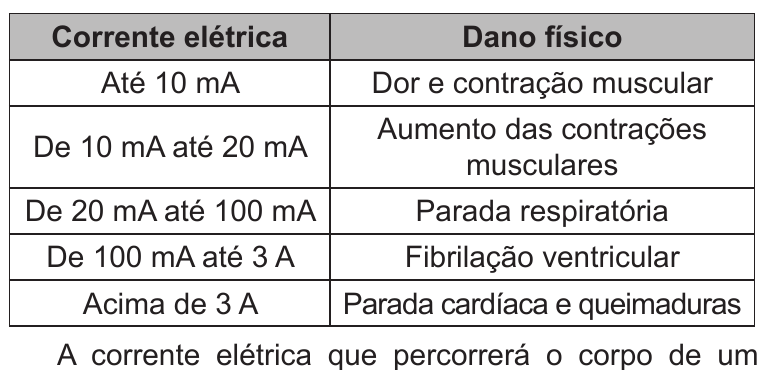 Corrente elétrica Dano físico
Até 10 mA Dor e contração muscular
De 10 mA até 20 mA Aumento das contrações
musculares
De 20 mA até 100 mA Parada respiratória
De 100 mA até 3 A Fibrilação ventricular
Acima de 3 A Parada cardíaca e queimaduras
A corrente elétrica que percorrerá o corpo de um